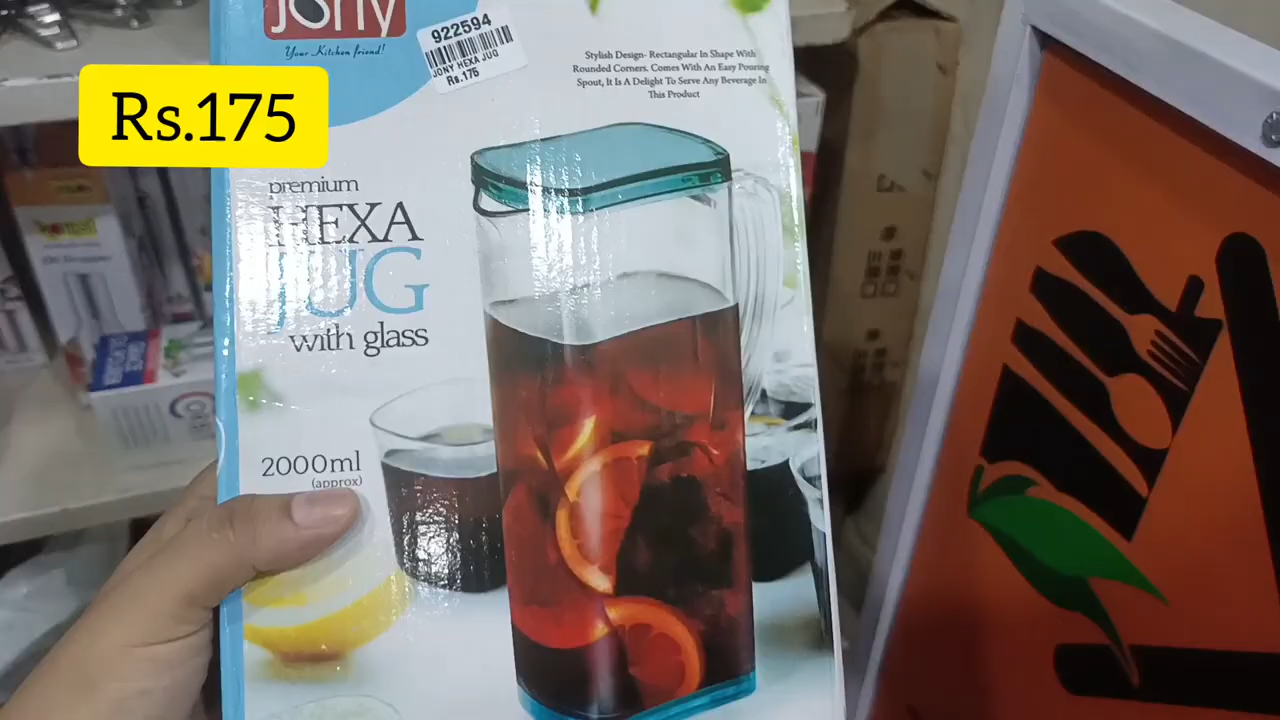 Jony
Your Kitchen friend!
922594
JONY HEXA JUG
Rs.175
Stylish Design- Rectangular In Shape With
Rounded Corners. Comes With An Easy Pouring
Spout, It Is A Delight To Serve Any Beverage In
This Product
Rs.175
premium
HEXA
JUG
with glass
2000ml
(approx)